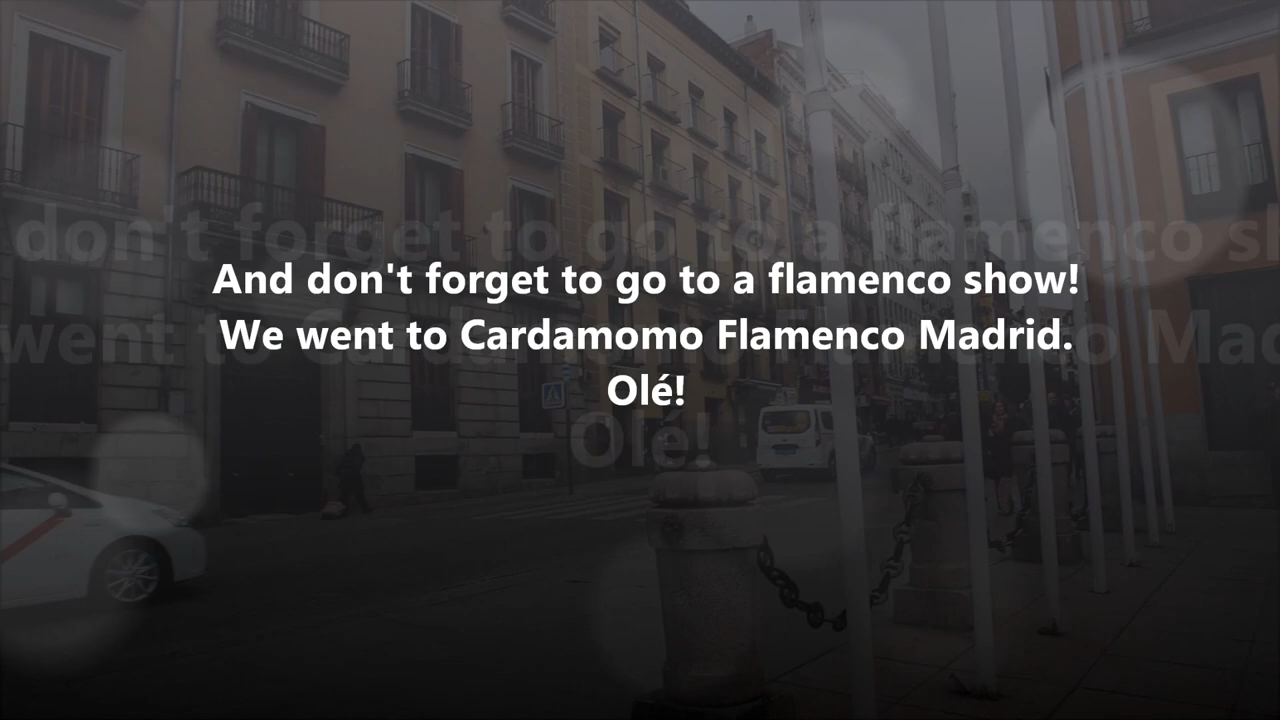 And don't forget to go to a flamenco show!
We went to Cardamomo Flamenco Madrid.
Olé!